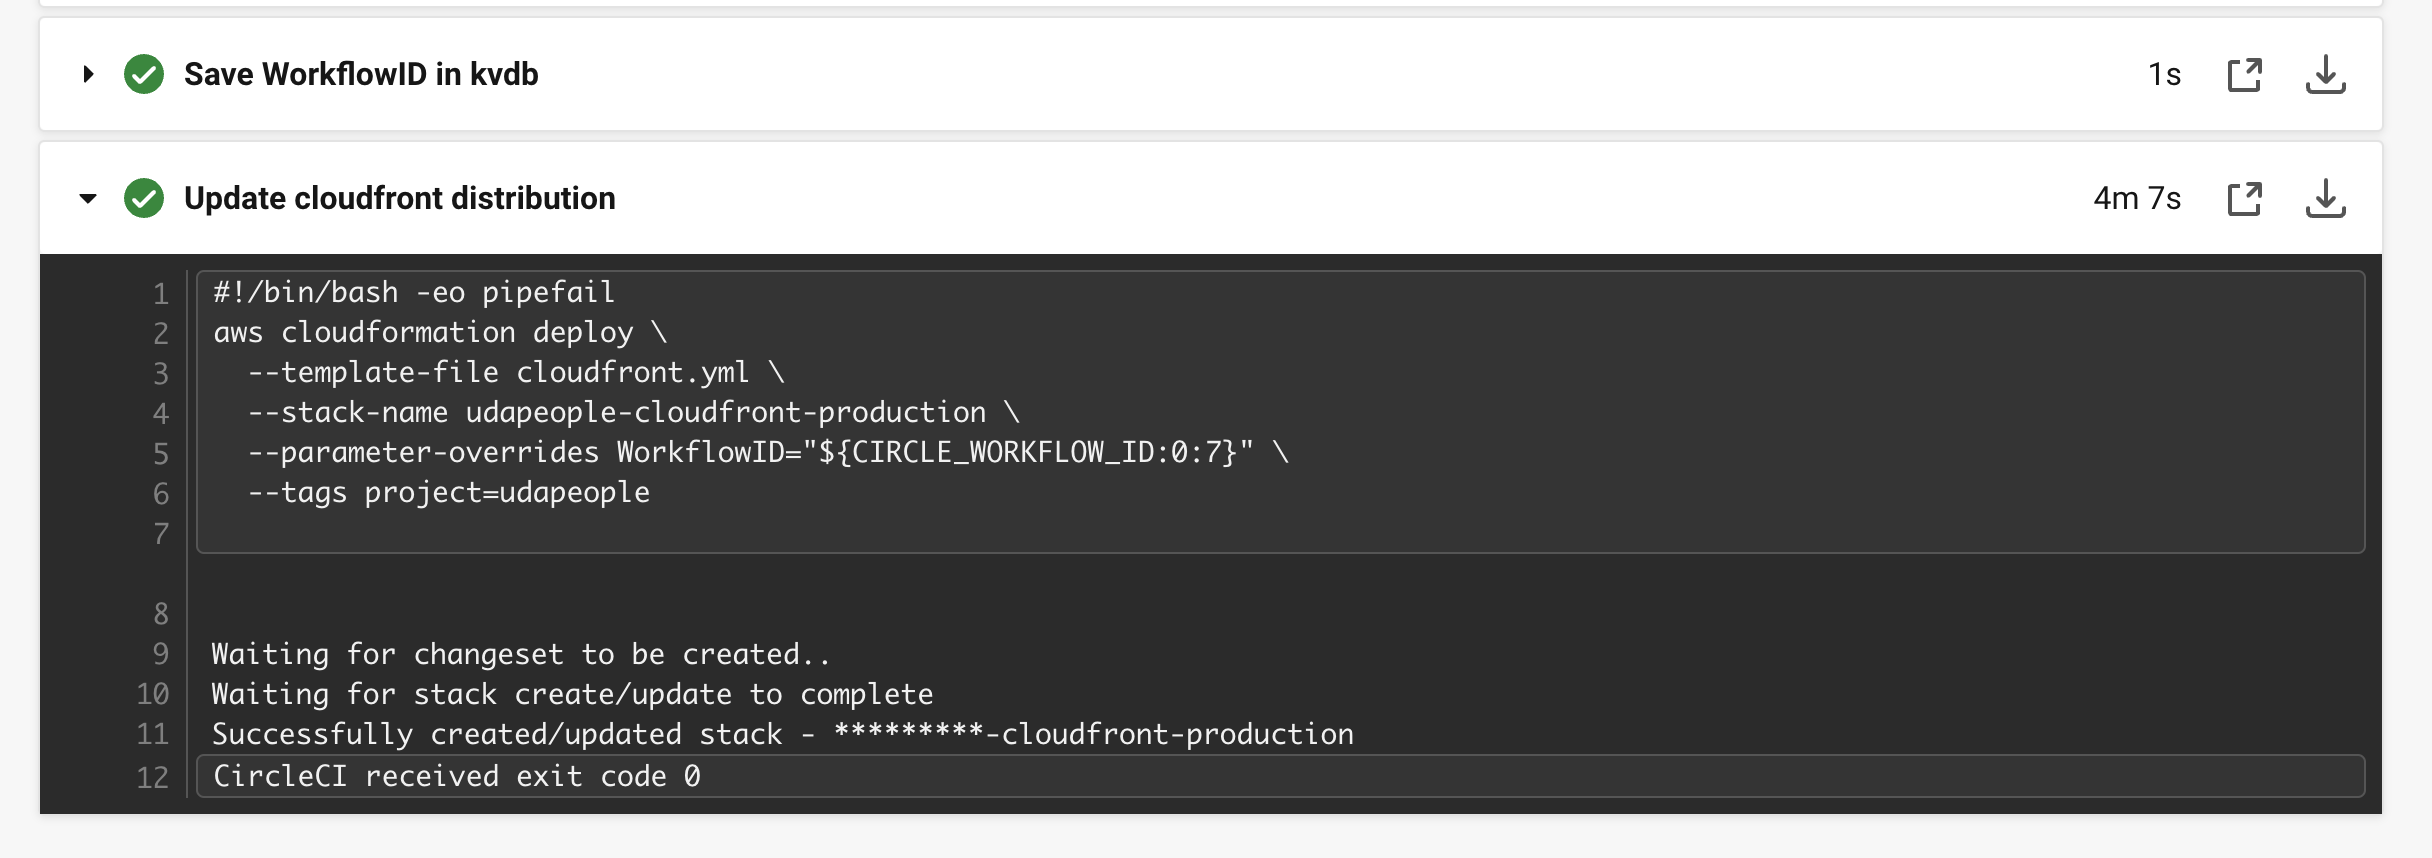 Save WorkflowID in kvdb 1s
Update cloudfront distribution 4m 7s
1 #!/bin/bash -eo pipefail
2 aws cloudformation deploy \
3   --template-file cloudfront.yml \
4   --stack-name udapeople-cloudfront-production \
5   --parameter-overrides WorkflowID="${CIRCLE_WORKFLOW_ID:0:7}" \
6   --tags project=udapeople
7
8
9 Waiting for changeset to be created..
10 Waiting for stack create/update to complete
11 Successfully created/updated stack - *********-cloudfront-production
12 CircleCI received exit code 0